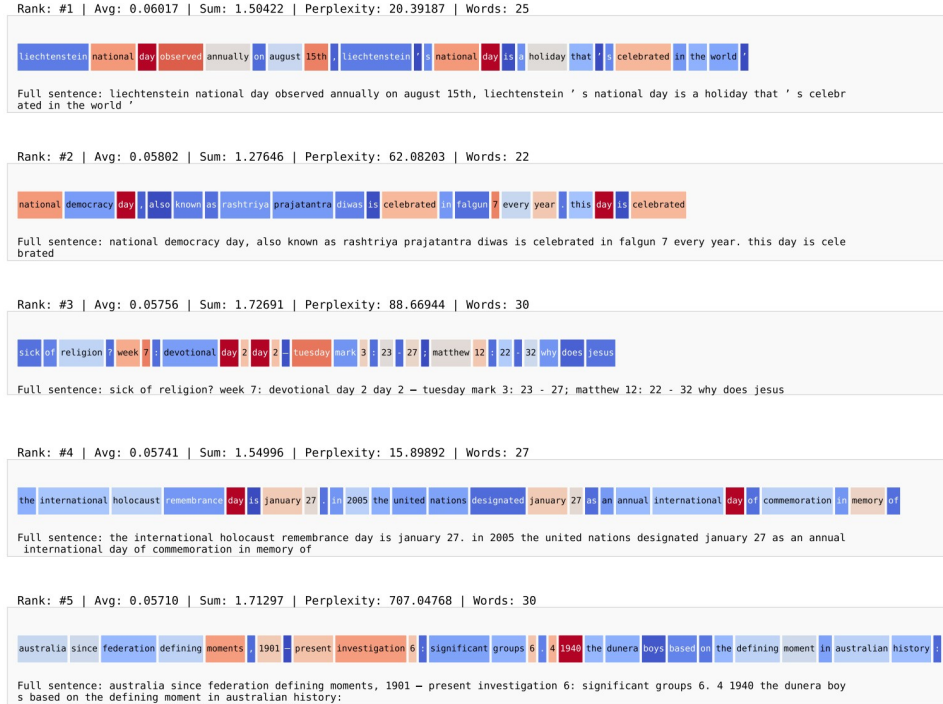 Rank: #1 | Avg: 0.06017 | Sum: 1.50422 | Perplexity: 20.39187 | Words: 25
liechtenstein national day observed annually on august 15th , liechtenstein ’ s national day is a holiday that ’ s celebrated in the world ’
Full sentence: liechtenstein national day observed annually on august 15th, liechtenstein ’ s national day is a holiday that ’ s celebr
ated in the world ’
Rank: #2 | Avg: 0.05802 | Sum: 1.27646 | Perplexity: 62.08203 | Words: 22
national democracy day , also known as rashtriya prajatantra diwas is celebrated in falgun 7 every year . this day is celebrated
Full sentence: national democracy day, also known as rashtriya prajatantra diwas is celebrated in falgun 7 every year. this day is cele
brated
Rank: #3 | Avg: 0.05756 | Sum: 1.72691 | Perplexity: 88.66944 | Words: 30
sick of religion ? week 7 : devotional day 2 day 2 – tuesday mark 3 : 23 - 27 ; matthew 12 : 22 - 32 why does jesus
Full sentence: sick of religion? week 7: devotional day 2 day 2 – tuesday mark 3: 23 - 27; matthew 12: 22 - 32 why does jesus
Rank: #4 | Avg: 0.05741 | Sum: 1.54996 | Perplexity: 15.89892 | Words: 27
the international holocaust remembrance day is january 27 . in 2005 the united nations designated january 27 as an annual international day of commemoration in memory of
Full sentence: the international holocaust remembrance day is january 27. in 2005 the united nations designated january 27 as an annual
international day of commemoration in memory of
Rank: #5 | Avg: 0.05710 | Sum: 1.71297 | Perplexity: 707.04768 | Words: 30
australia since federation defining moments , 1901 – present investigation 6 : significant groups 6 . 4 1940 the dunera boys based on the defining moment in australian history :
Full sentence: australia since federation defining moments, 1901 – present investigation 6: significant groups 6. 4 1940 the dunera boy
s based on the defining moment in australian history: